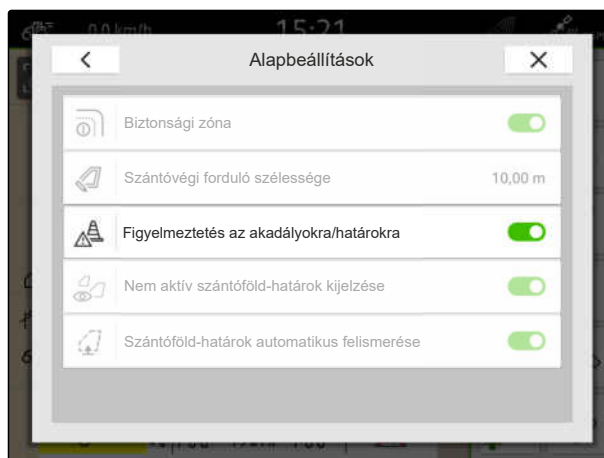 0.0 km/h 15:21
Alapbeállítások
Biztonsági zóna
Szántóvégi forduló szélessége 10,00 m
Figyelmeztetés az akadályokra/határokra
Nem aktív szántóföld-határok kijelzése
Szántóföld-határok automatikus felismerése